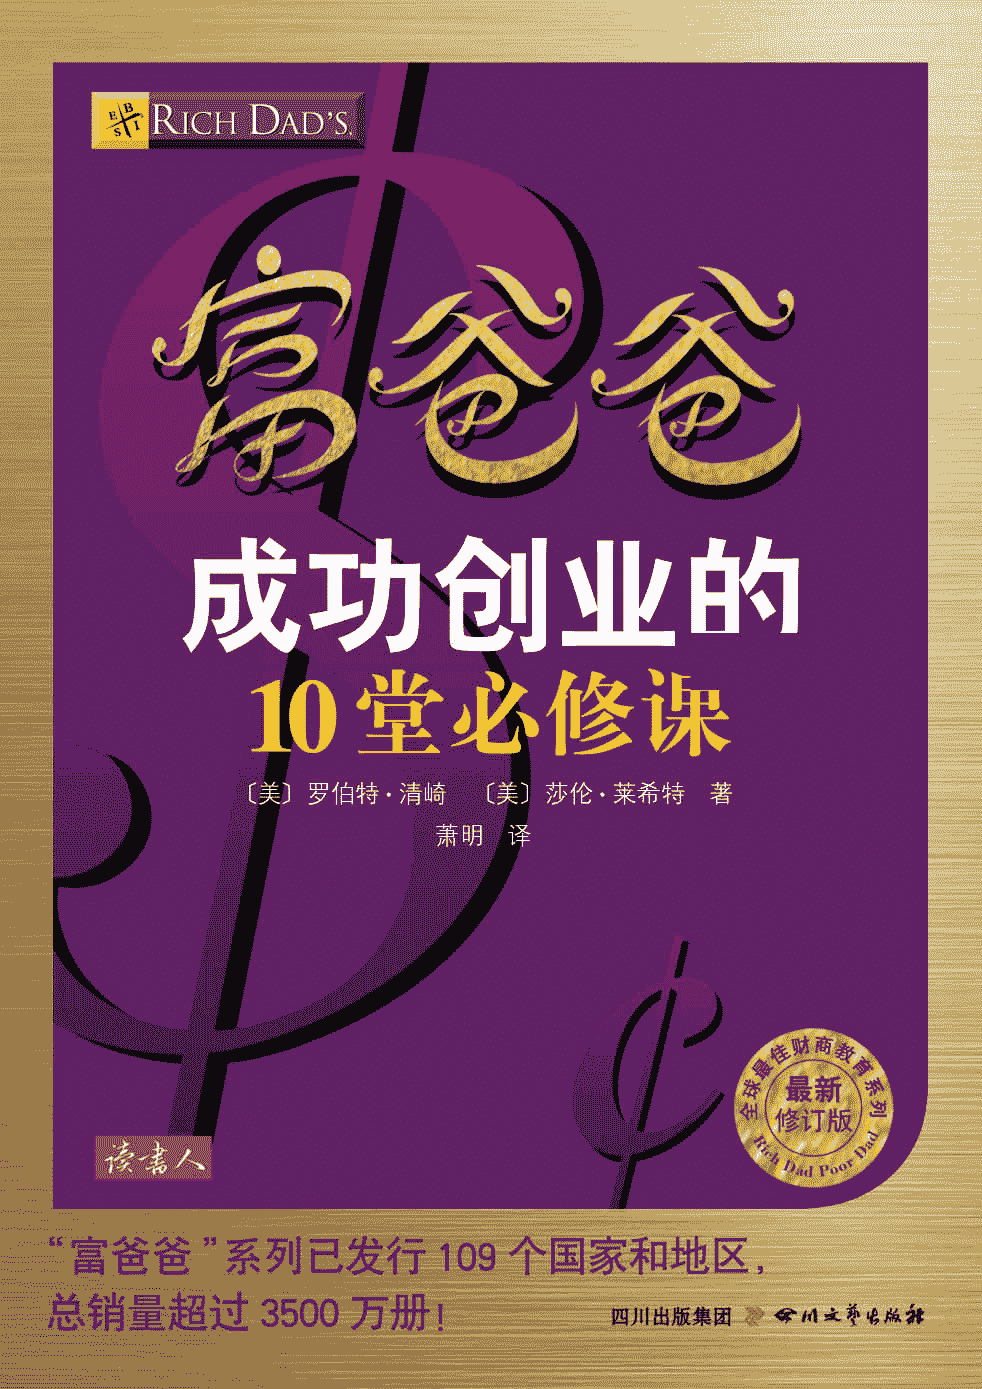 E B S I RICH DAD'S
富爸爸
成功创业的
10堂必修课
〔美〕罗伯特·清崎 〔美〕莎伦·莱希特 著
萧明 译
全球最佳财商教育系列
最新
修订版
Rich Dad Poor Dad
读书人
“富爸爸”系列已发行109个国家和地区，
总销量超过3500万册！
四川出版集团 四川文艺出版社